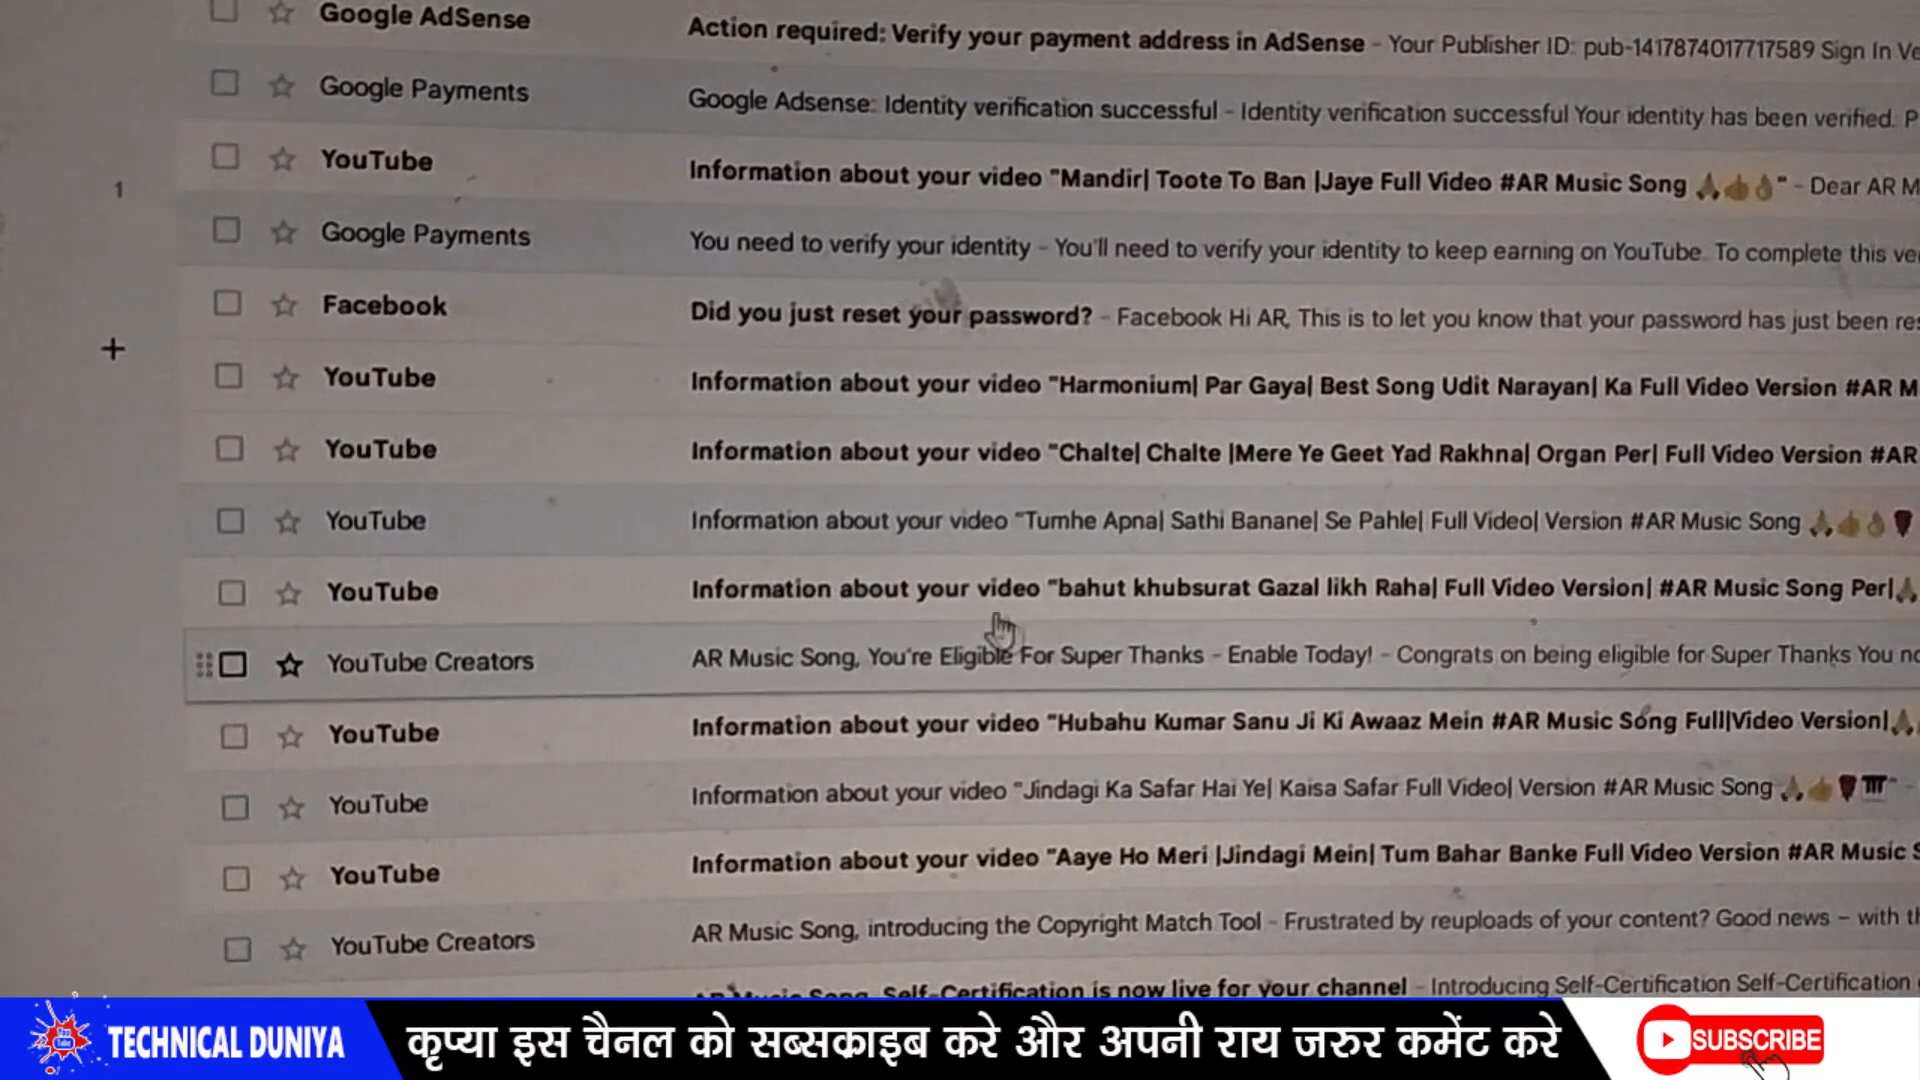 Google AdSense Action required: Verify your payment address in AdSense - Your Publisher ID: pub-1417874017717589 Sign In Ve
Google Payments Google Adsense: Identity verification successful - Identity verification successful Your identity has been verified. P
YouTube Information about your video "Mandir| Toote To Ban |Jaye Full Video #AR Music Song 🙏👍👌" - Dear AR M
1
Google Payments You need to verify your identity - You'll need to verify your identity to keep earning on YouTube. To complete this ve
Facebook Did you just reset your password? - Facebook Hi AR, This is to let you know that your password has just been res
+
YouTube Information about your video "Harmonium| Par Gaya| Best Song Udit Narayan| Ka Full Video Version #AR M
YouTube Information about your video "Chalte| Chalte |Mere Ye Geet Yad Rakhna| Organ Per| Full Video Version #AR
YouTube Information about your video "Tumhe Apna| Sathi Banane| Se Pahle| Full Video| Version #AR Music Song 🙏👍👌🌹
YouTube Information about your video "bahut khubsurat Gazal likh Raha| Full Video Version| #AR Music Song Per|🙏
YouTube Creators AR Music Song, You're Eligible For Super Thanks - Enable Today! - Congrats on being eligible for Super Thanks You no
YouTube Information about your video "Hubahu Kumar Sanu Ji Ki Awaaz Mein #AR Music Song Full|Video Version|🙏
YouTube Information about your video "Jindagi Ka Safar Hai Ye| Kaisa Safar Full Video| Version #AR Music Song 🙏👍🌹🎹" -
YouTube Information about your video "Aaye Ho Meri |Jindagi Mein| Tum Bahar Banke Full Video Version #AR Music S
YouTube Creators AR Music Song, introducing the Copyright Match Tool - Frustrated by reuploads of your content? Good news – with th
AR Music Song, Self-Certification is now live for your channel - Introducing Self-Certification Self-Certification
You Tube
TECHNICAL DUNIYA कृप्या इस चैनल को सब्सक्राइब करे और अपनी राय जरुर कमेंट करे SUBSCRIBE